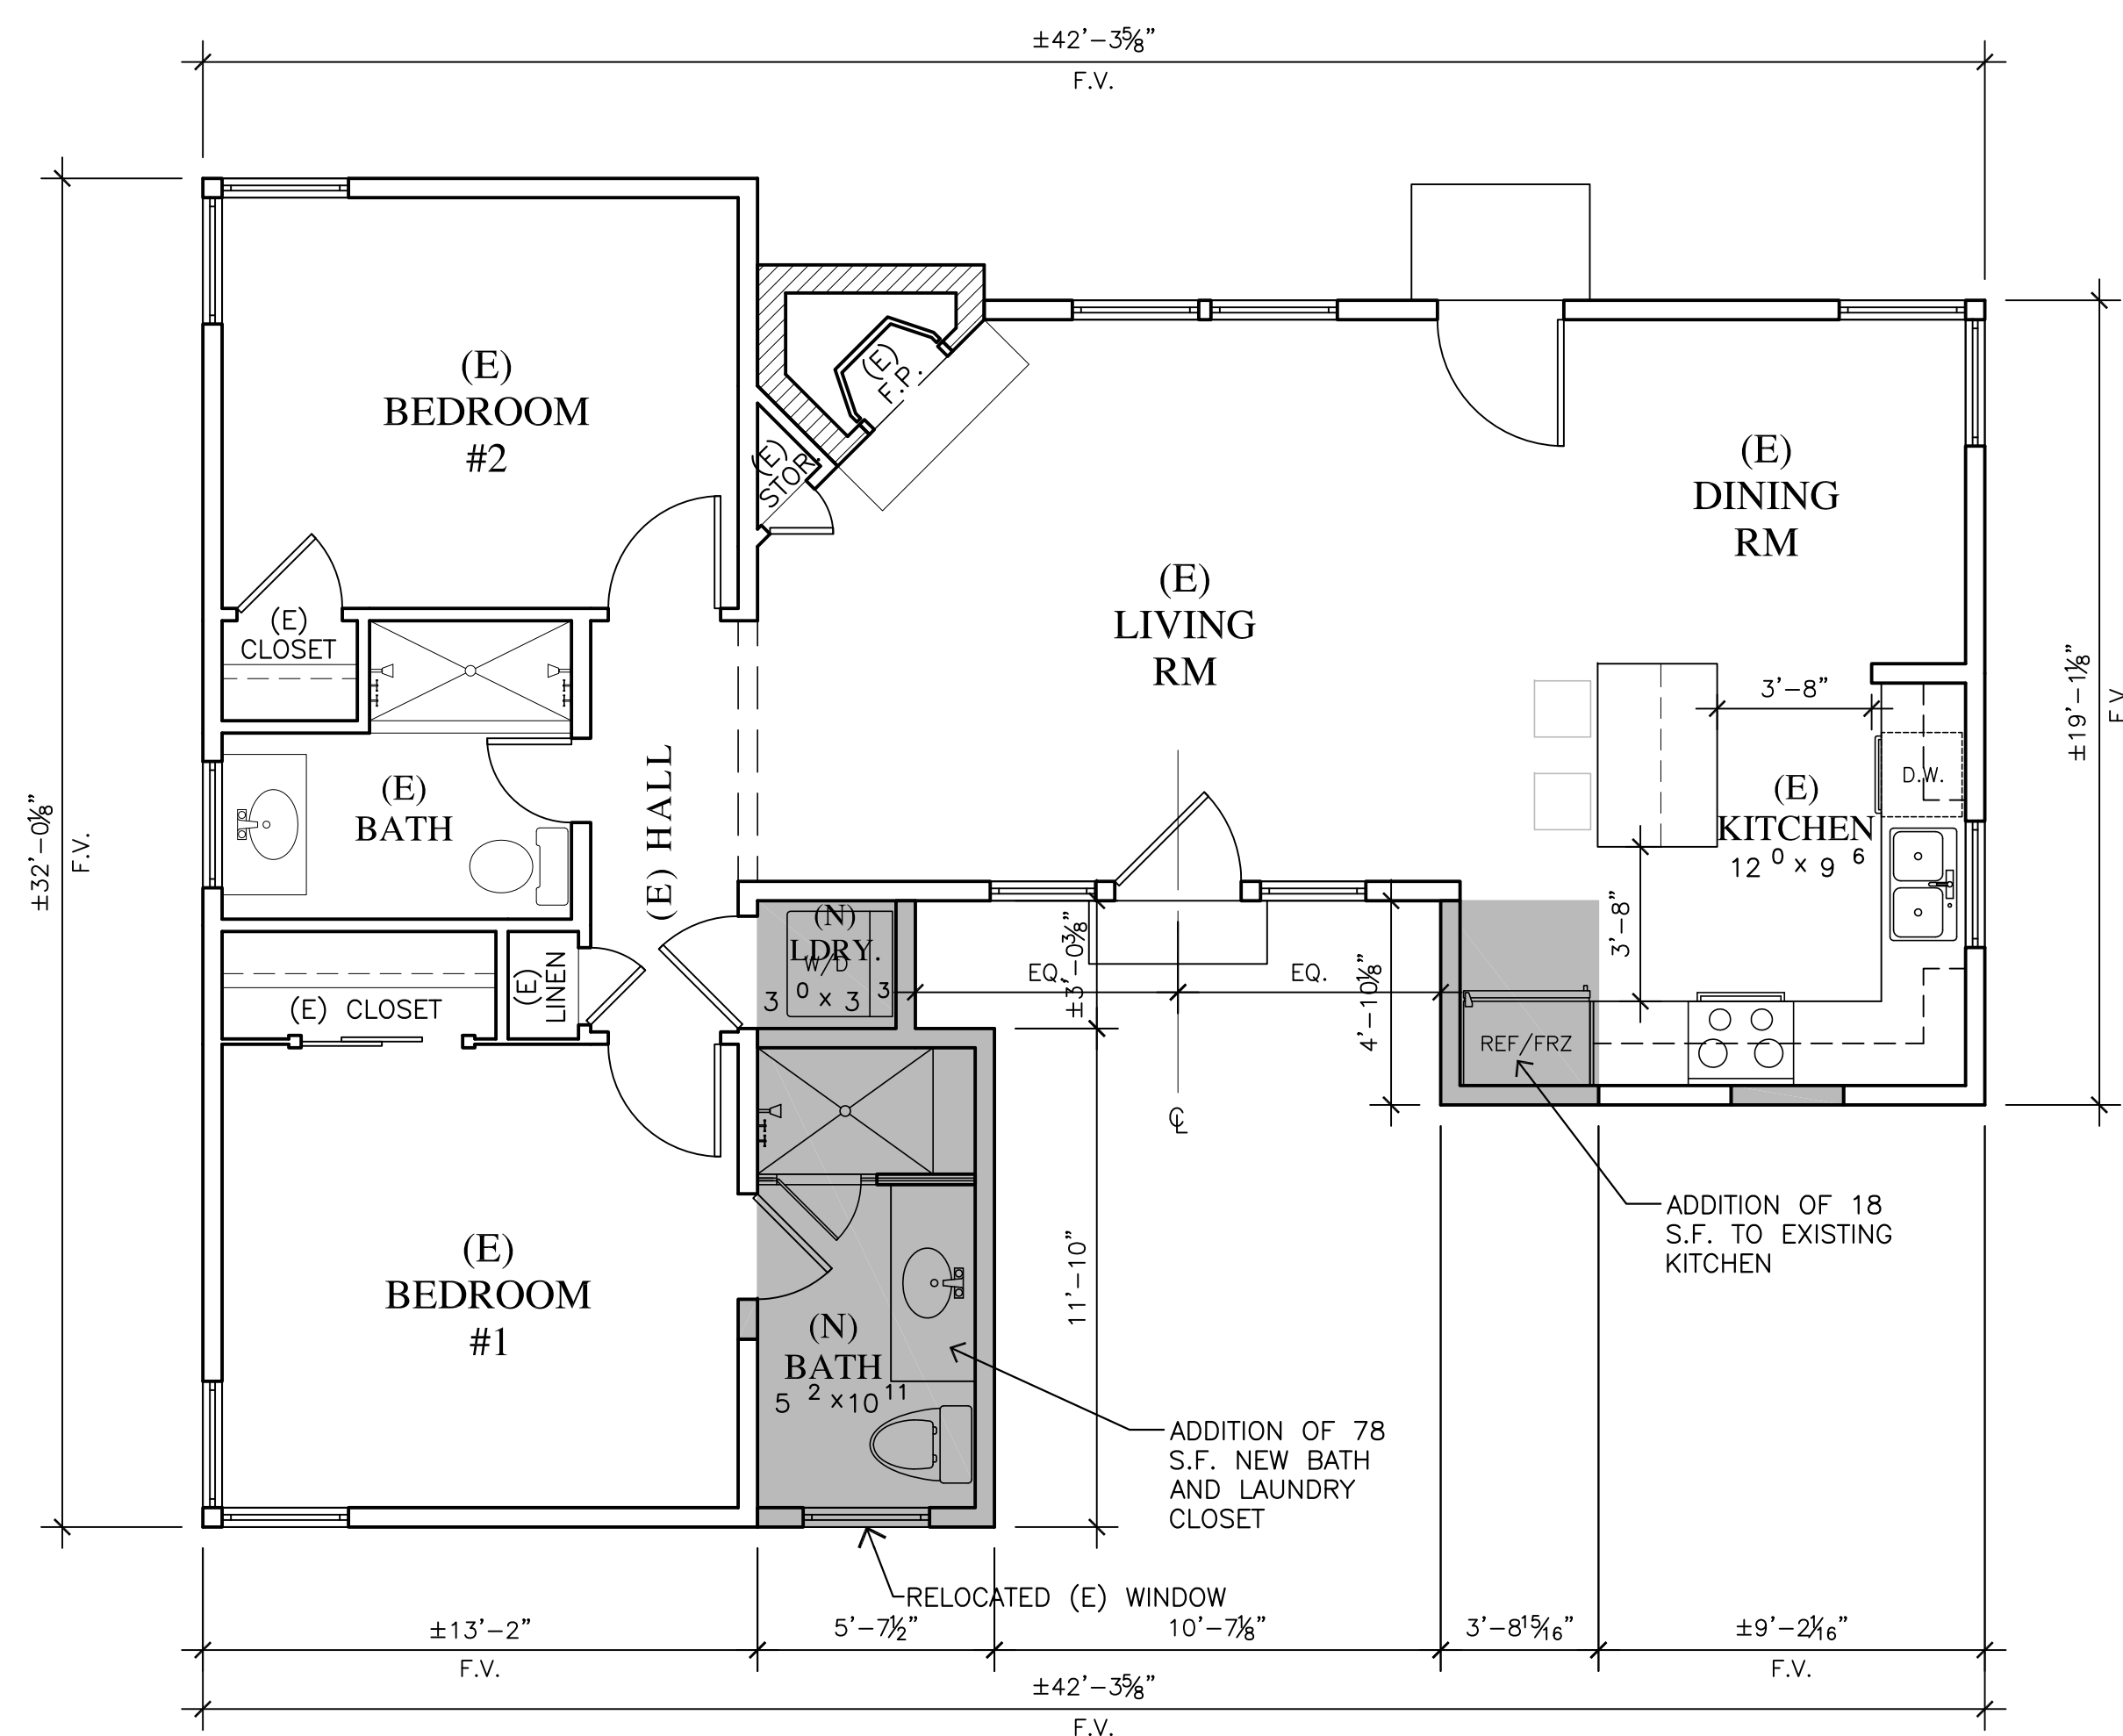 ±42'-3⅝"
F.V.
±32'-0⅛"
F.V.
±19'-1⅛"
F.V
(E)
BEDROOM
#2
(E)
F.P.
(E)
STOR.
(E)
DINING
RM
(E)
LIVING
RM
(E)
CLOSET
(E)
BATH
(E) HALL
3'-8"
D.W.
(E)
KITCHEN
12 ⁰ x 9 ⁶
3'-8"
(N)
LDRY.
W/D
3 ⁰ x 3 ³
EQ.
EQ.
±3'-0⅜"
4'-10⅛"
(E) CLOSET
(E)
LINEN
REF/FRZ
℄
ADDITION OF 18
S.F. TO EXISTING
KITCHEN
11'-10"
(E)
BEDROOM
#1
(N)
BATH
5 ² x10 ¹¹
ADDITION OF 78
S.F. NEW BATH
AND LAUNDRY
CLOSET
RELOCATED (E) WINDOW
±13'-2"
F.V.
5'-7½"
10'-7⅛"
3'-8¹⁵⁄₁₆"
±9'-2¹⁄₁₆"
F.V.
±42'-3⅝"
F.V.